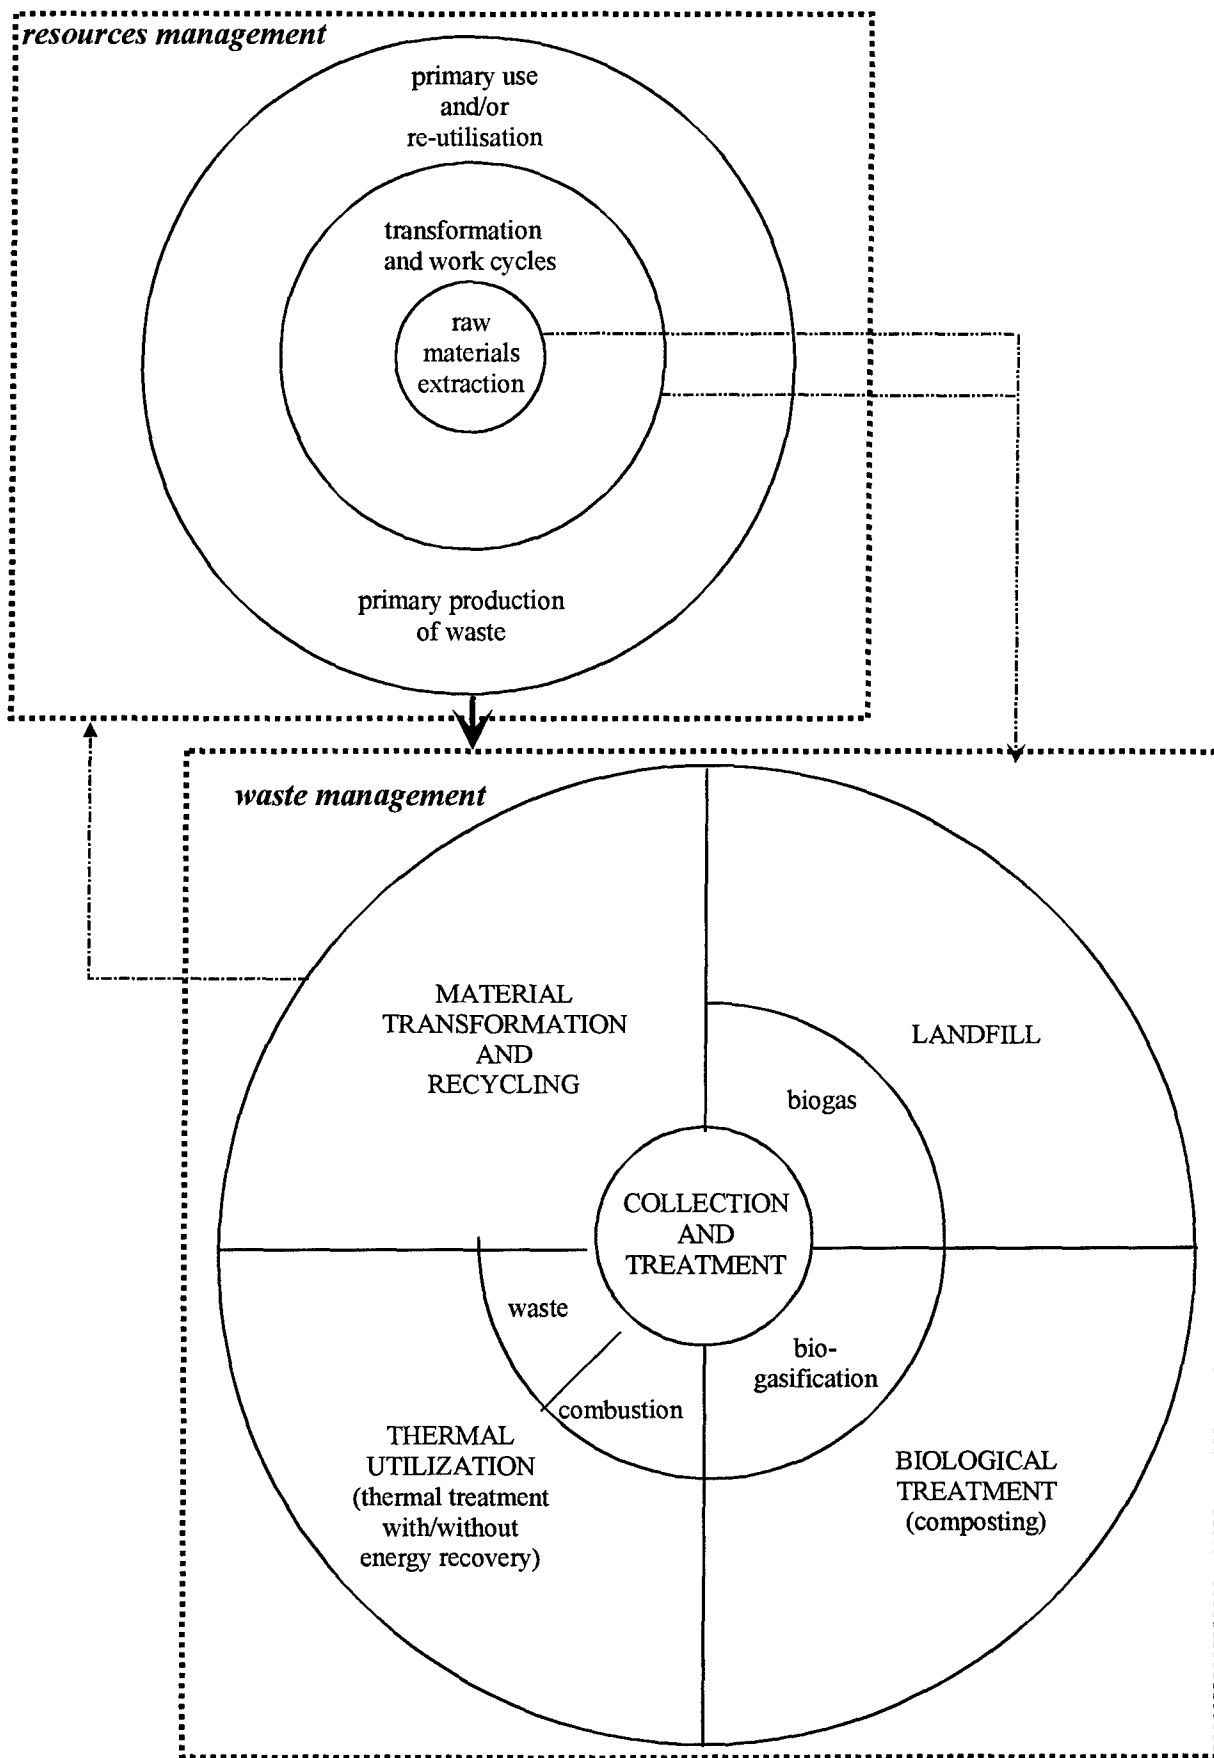 resources management
primary use
and/or
re-utilisation
transformation
and work cycles
raw
materials
extraction
primary production
of waste
waste management
MATERIAL
TRANSFORMATION
AND
RECYCLING
LANDFILL
biogas
COLLECTION
AND
TREATMENT
waste
combustion
bio-
gasification
THERMAL
UTILIZATION
(thermal treatment
with/without
energy recovery)
BIOLOGICAL
TREATMENT
(composting)